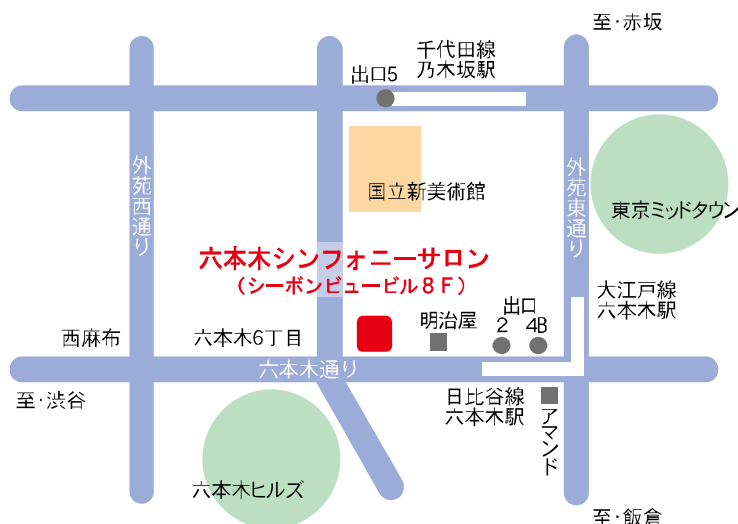 至・赤坂
千代田線
乃木坂駅
出口5
外苑西通り
外苑東通り
国立新美術館
東京ミッドタウン
六本木シンフォニーサロン
（シーボンビュービル８Ｆ）
大江戸線
六本木駅
出口
2 4B
明治屋
西麻布
六本木6丁目
六本木通り
至・渋谷
日比谷線
六本木駅
アマンド
六本木ヒルズ
至・飯倉